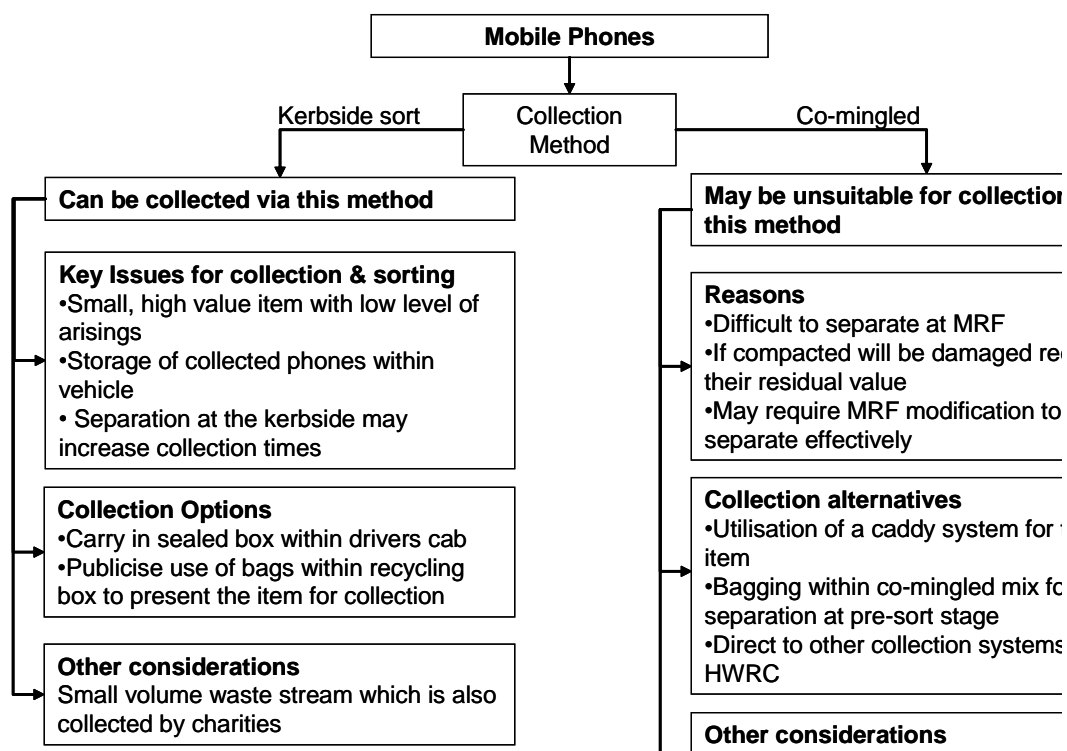 Mobile Phones
Collection
Method
Kerbside sort
Co-mingled
Can be collected via this method
Key Issues for collection & sorting
•Small, high value item with low level of
arisings
•Storage of collected phones within
vehicle
• Separation at the kerbside may
increase collection times
Collection Options
•Carry in sealed box within drivers cab
•Publicise use of bags within recycling
box to present the item for collection
Other considerations
Small volume waste stream which is also
collected by charities
May be unsuitable for collection
this method
Reasons
•Difficult to separate at MRF
•If compacted will be damaged
their residual value
•May require MRF modification to
separate effectively
Collection alternatives
•Utilisation of a caddy system for
item
•Bagging within co-mingled mix
separation at pre-sort stage
•Direct to other collection systems
HWRC
Other considerations